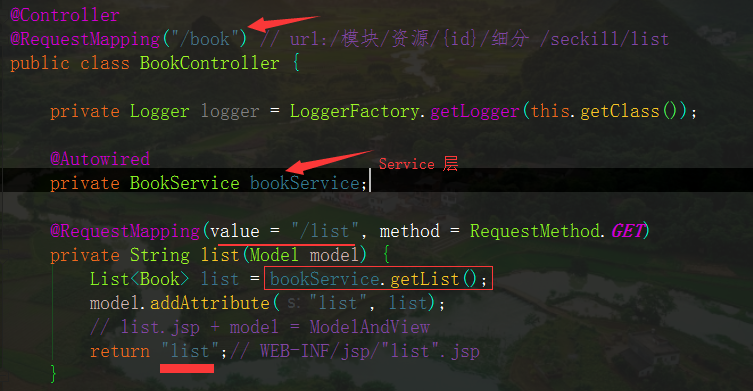 @Controller
@RequestMapping("/book") // url:/模块/资源/{id}/细分 /seckill/list
public class BookController {
private Logger logger = LoggerFactory.getLogger(this.getClass());
@Autowired
Service 层
private BookService bookService;
@RequestMapping(value = "/list", method = RequestMethod.GET)
private String list(Model model) {
List<Book> list = bookService.getList();
model.addAttribute( s: "list", list);
// list.jsp + model = ModelAndView
return "list";// WEB-INF/jsp/"list".jsp
}